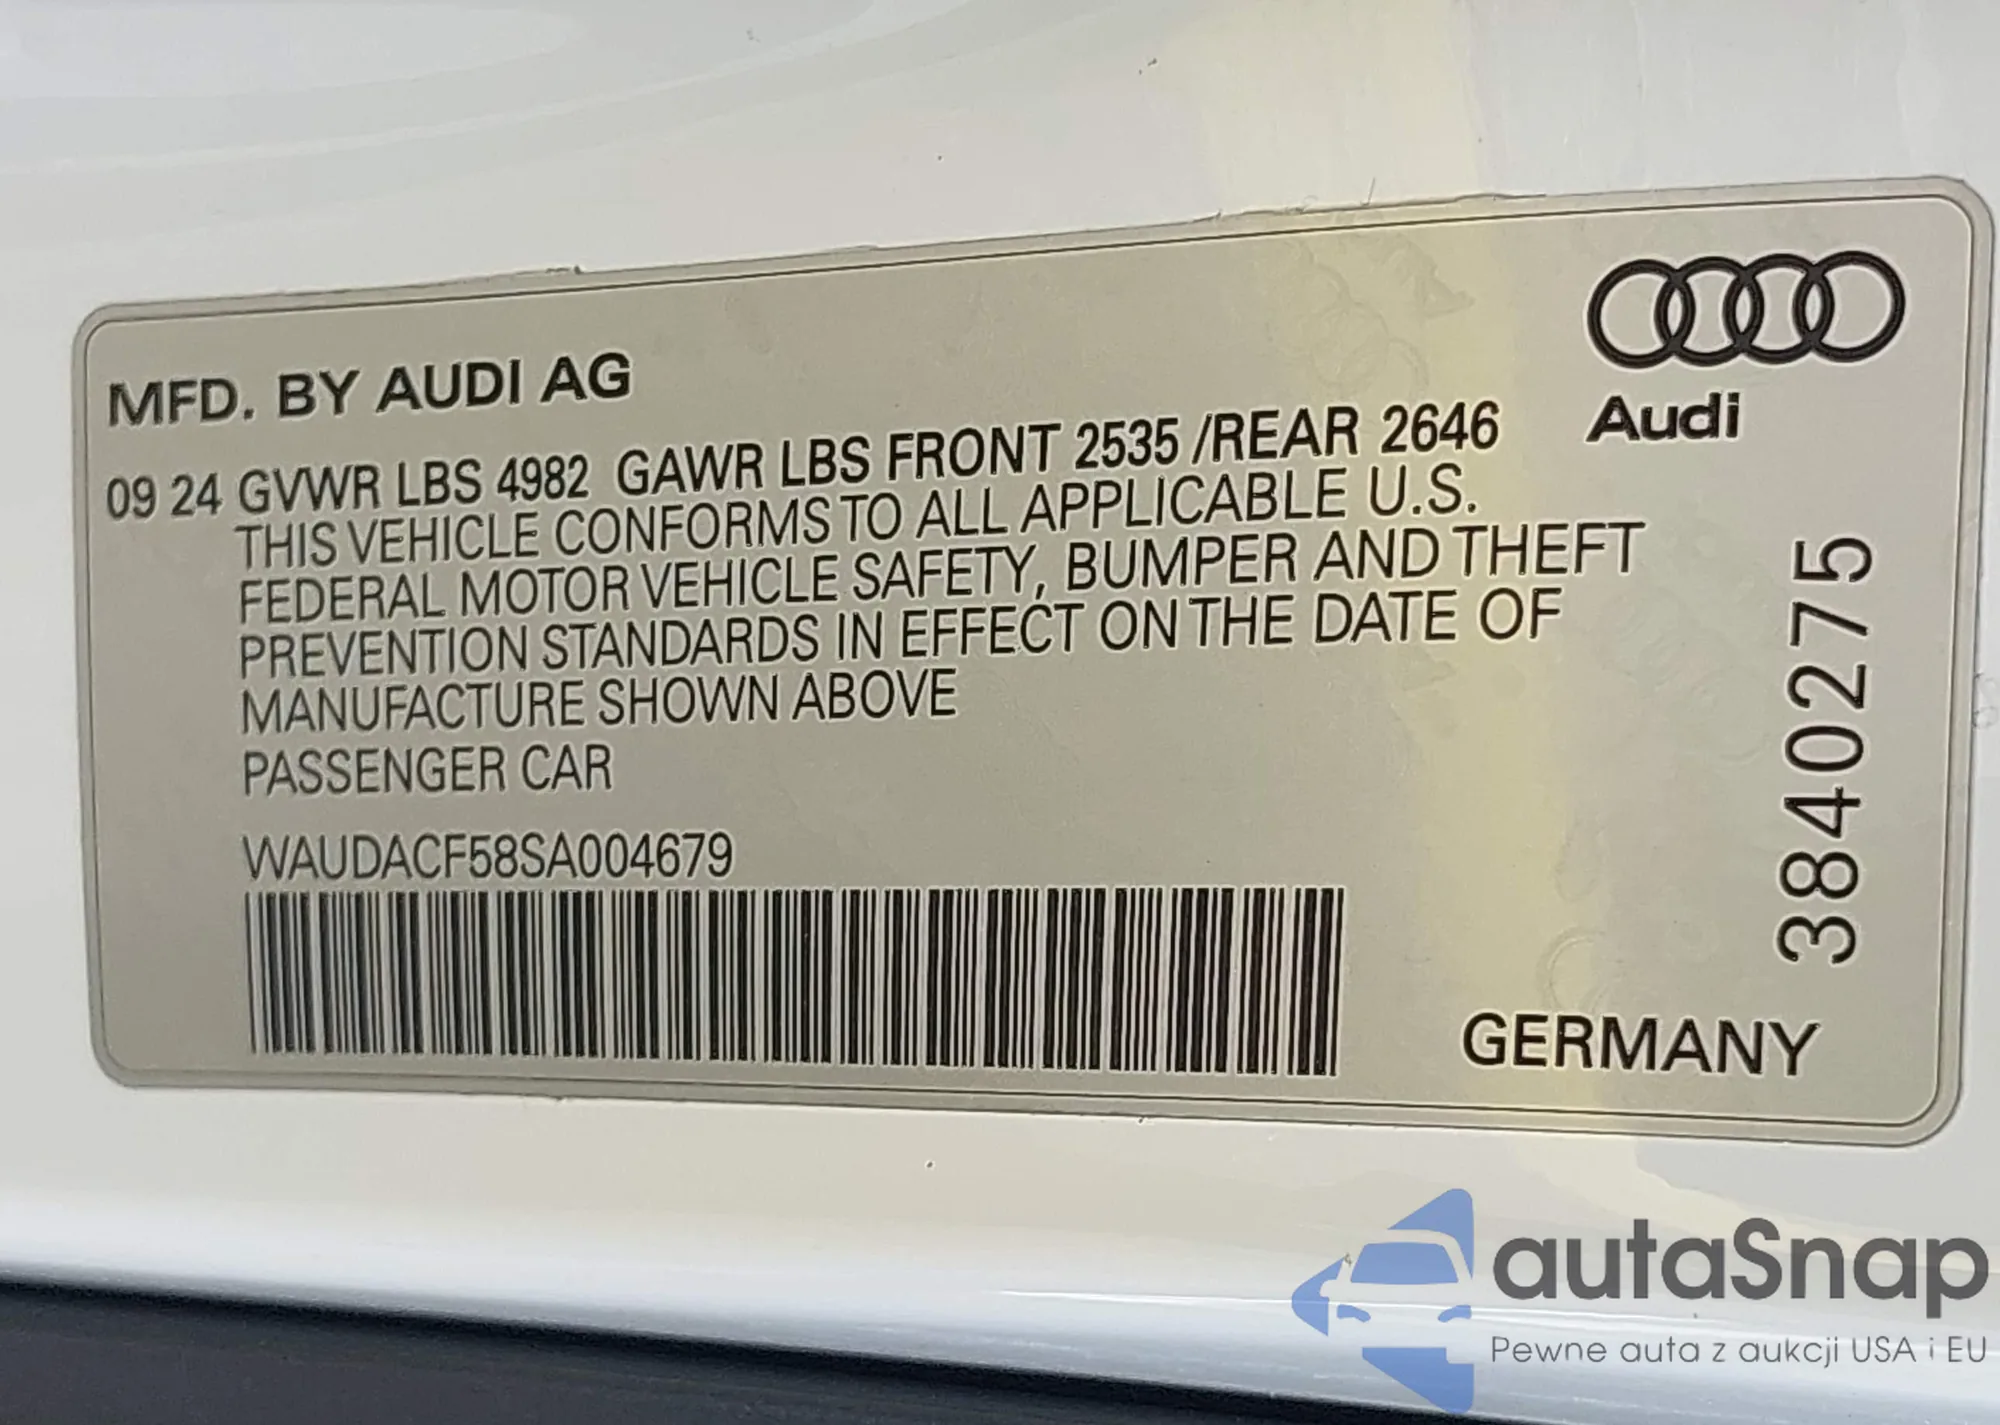 MFD. BY AUDI AG
Audi
09 24 GVWR LBS 4982 GAWR LBS FRONT 2535 /REAR 2646
THIS VEHICLE CONFORMS TO ALL APPLICABLE U.S.
FEDERAL MOTOR VEHICLE SAFETY, BUMPER AND THEFT
PREVENTION STANDARDS IN EFFECT ON THE DATE OF
MANUFACTURE SHOWN ABOVE
PASSENGER CAR
WAUDACF58SA004679
3840275
GERMANY
autaSnap
Pewne auta z aukcji USA i EU